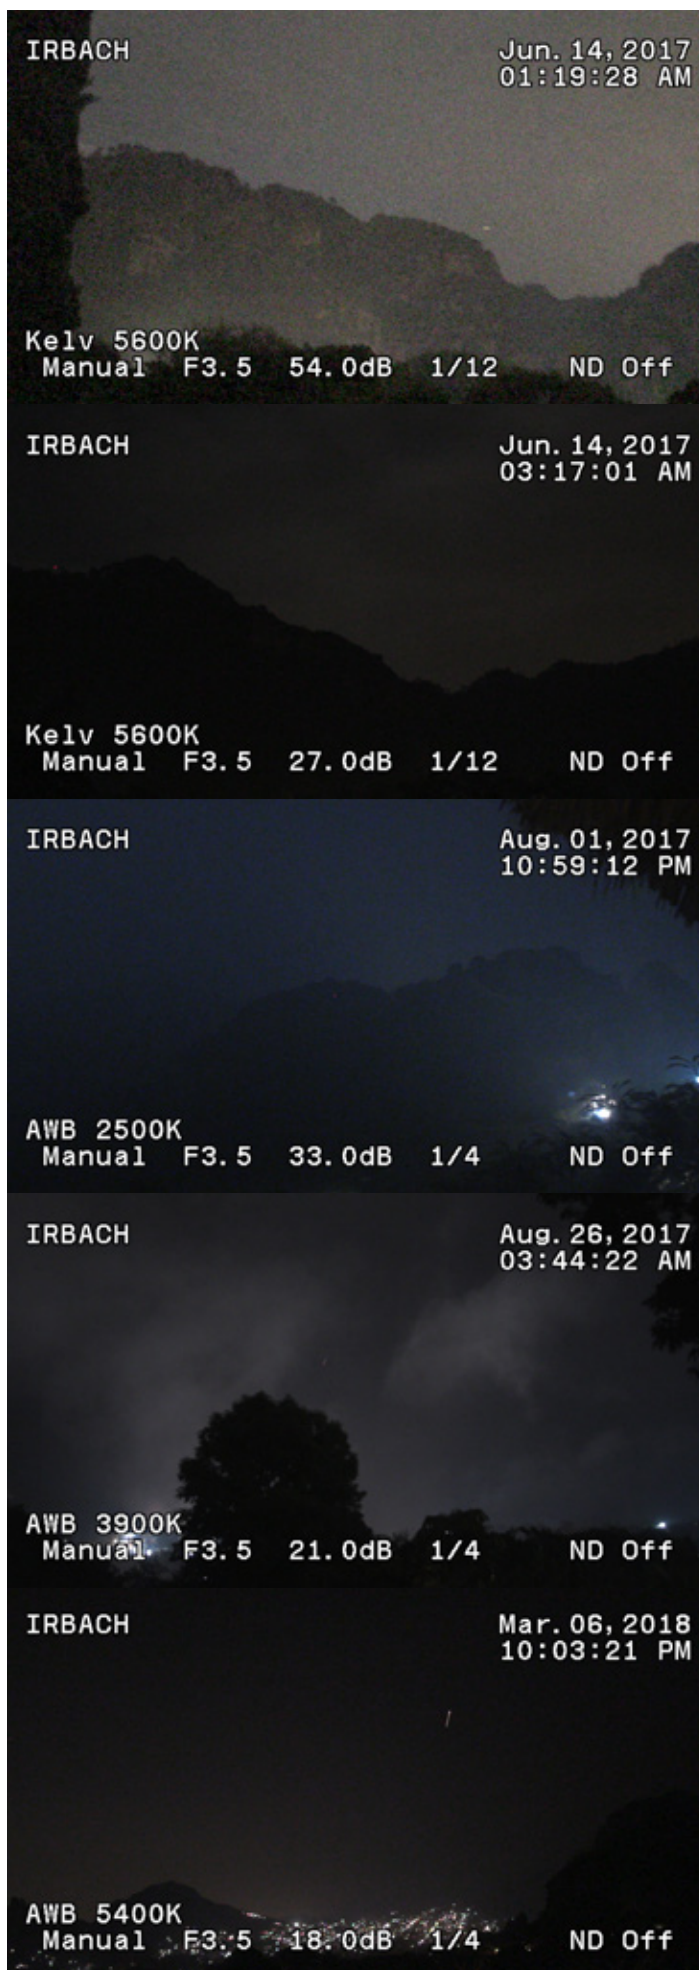 IRBACH Jun.14,2017
01:19:28 AM
Kelv 5600K
Manual F3.5 54.0dB 1/12 ND Off
IRBACH Jun.14,2017
03:17:01 AM
Kelv 5600K
Manual F3.5 27.0dB 1/12 ND Off
IRBACH Aug.01,2017
10:59:12 PM
AWB 2500K
Manual F3.5 33.0dB 1/4 ND Off
IRBACH Aug.26,2017
03:44:22 AM
AWB 3900K
Manual F3.5 21.0dB 1/4 ND Off
IRBACH Mar.06,2018
10:03:21 PM
AWB 5400K
Manual F3.5 18.0dB 1/4 ND Off